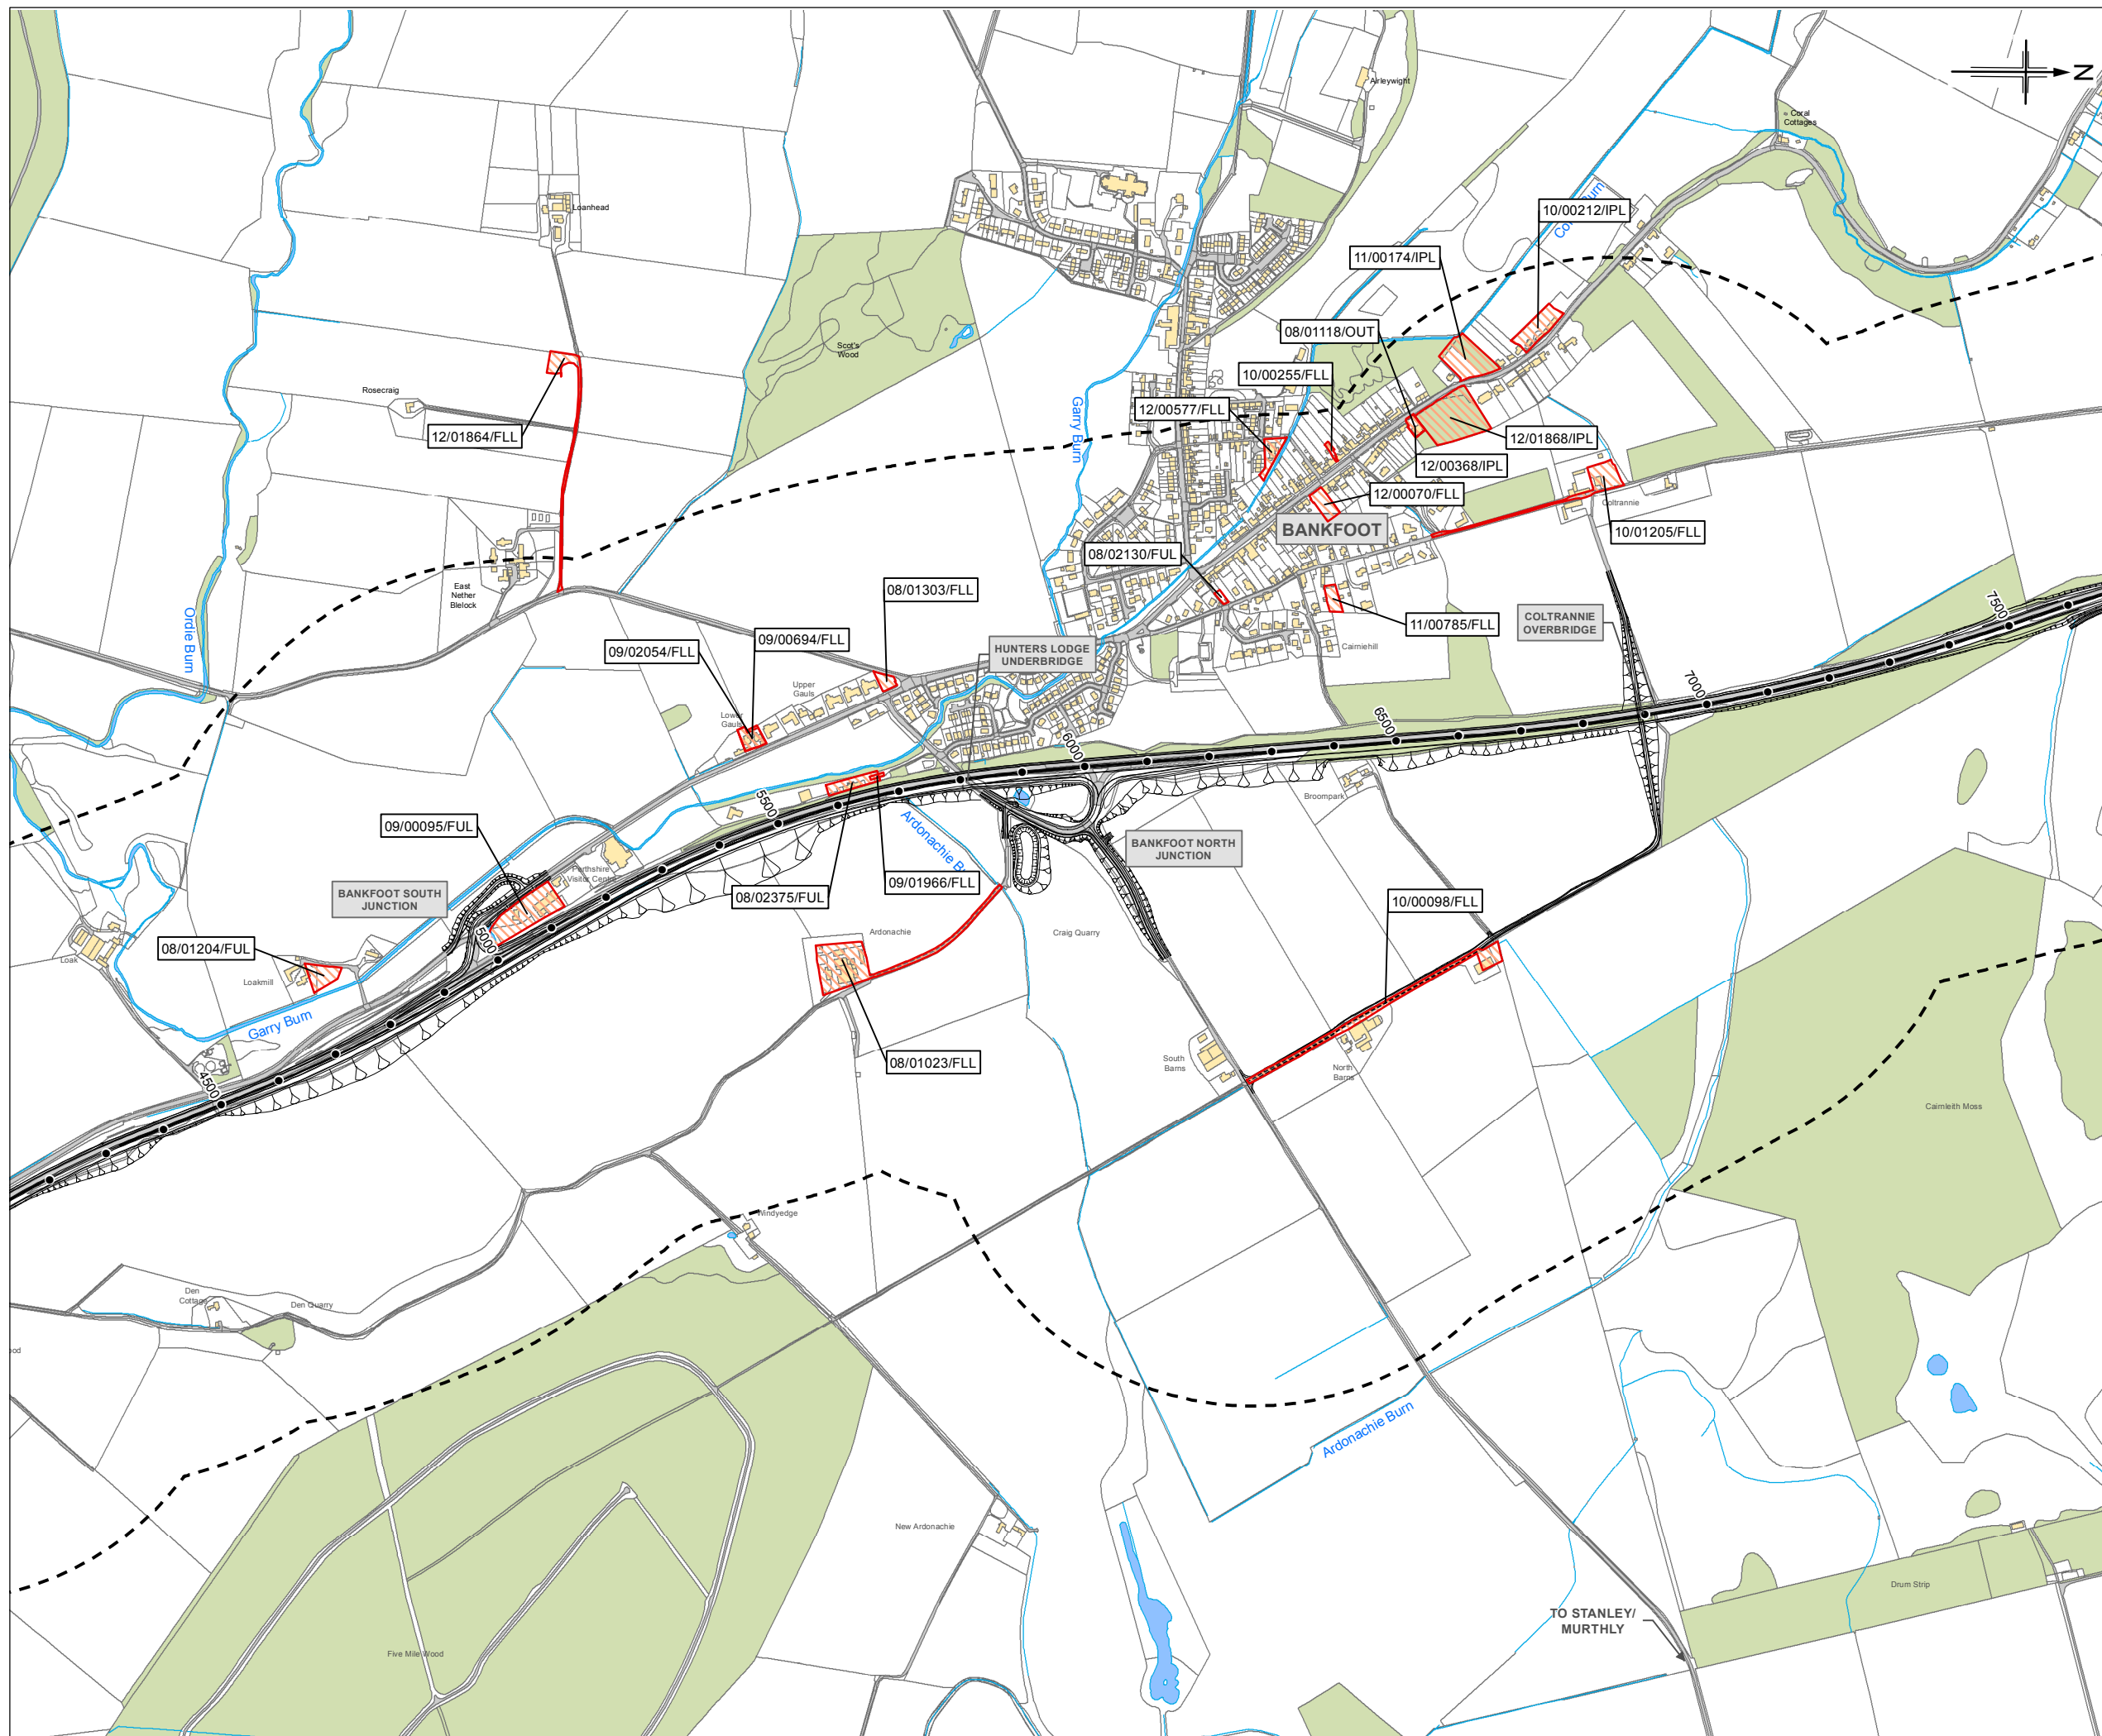 Airleywight
N
Coral
Cottages
10/00212/IPL
Loanhead
11/00174/IPL
08/01118/OUT
Scot's
Wood
10/00255/FLL
Rosecraig
12/00577/FLL
Garry Burn
12/01864/FLL
12/01868/IPL
12/00368/IPL
12/00070/FLL
Coltrannie
BANKFOOT
10/01205/FLL
08/02130/FUL
East
Nether
Blelock
08/01303/FLL
7500
Ordie Burn
11/00785/FLL
COLTRANNIE
OVERBRIDGE
09/00694/FLL
09/02054/FLL
HUNTERS LODGE
UNDERBRIDGE
Cairniehill
Upper
Gauls
7000
Lower
Gauls
6500
6000
Broompark
5500
09/00095/FUL
Ardonachie
BANKFOOT NORTH
JUNCTION
Perthshire
Visitor Centre
09/01966/FLL
BANKFOOT SOUTH
JUNCTION
08/02375/FUL
10/00098/FLL
5000
Ardonachie
Craig Quarry
08/01204/FUL
Loak
Loakmill
Garry Burn
08/01023/FLL
South
Barns
North
Barns
4500
Cairnleith Moss
Windyedge
Den
Cottage
Den Quarry
Ardonachie Burn
New Ardonachie
Drum Strip
TO STANLEY/
MURTHLY
Five Mile Wood